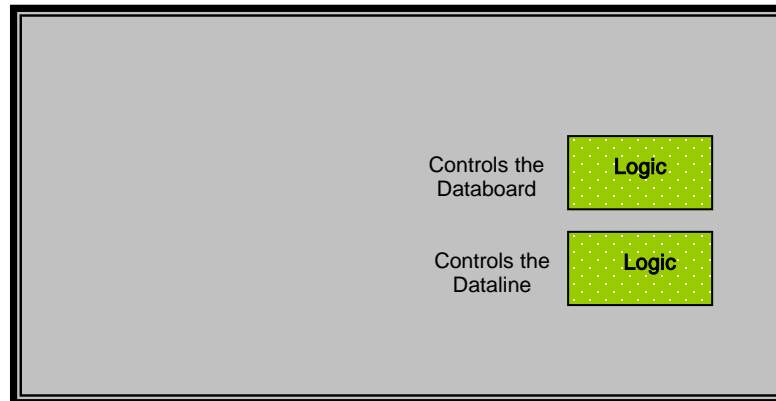 Controls the
Databoard
Logic
Controls the
Dataline
Logic